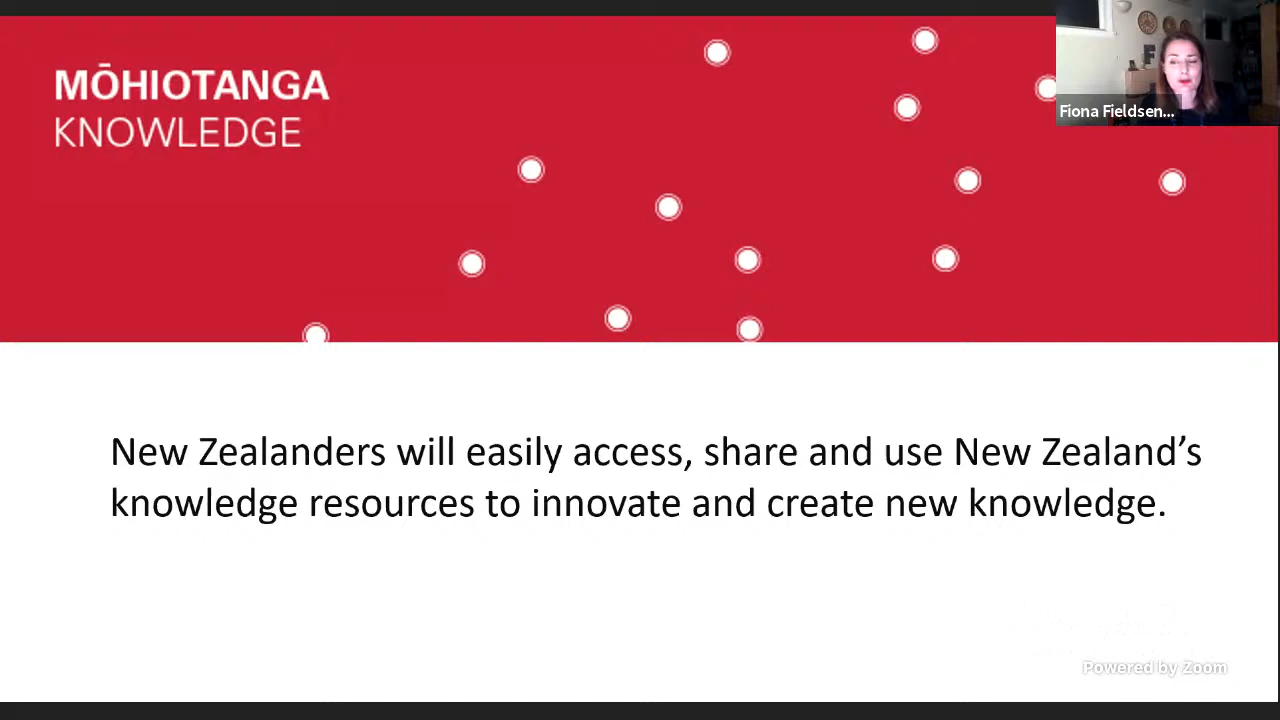 MŌHIOTANGA
KNOWLEDGE
Fiona Fieldsen...
New Zealanders will easily access, share and use New Zealand’s
knowledge resources to innovate and create new knowledge.
Powered by Zoom